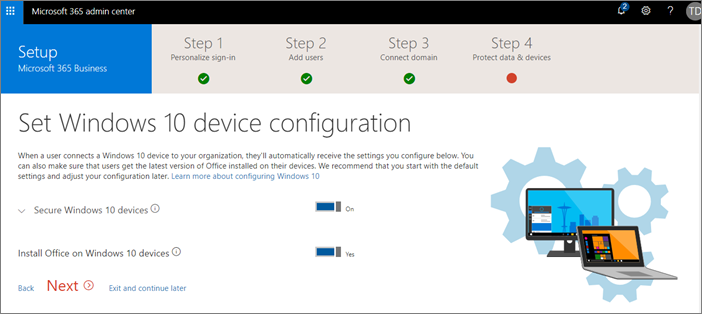 Microsoft 365 admin center
2
?
TD
Setup
Microsoft 365 Business
Step 1
Personalize sign-in
Step 2
Add users
Step 3
Connect domain
Step 4
Protect data & devices
Set Windows 10 device configuration
When a user connects a Windows 10 device to your organization, they'll automatically receive the settings you configure below. You
can also make sure that users get the latest version of Office installed on their devices. We recommend that you start with the default
settings and adjust your configuration later. Learn more about configuring Windows 10
Secure Windows 10 devices
On
Install Office on Windows 10 devices
Yes
Back Next Exit and continue later